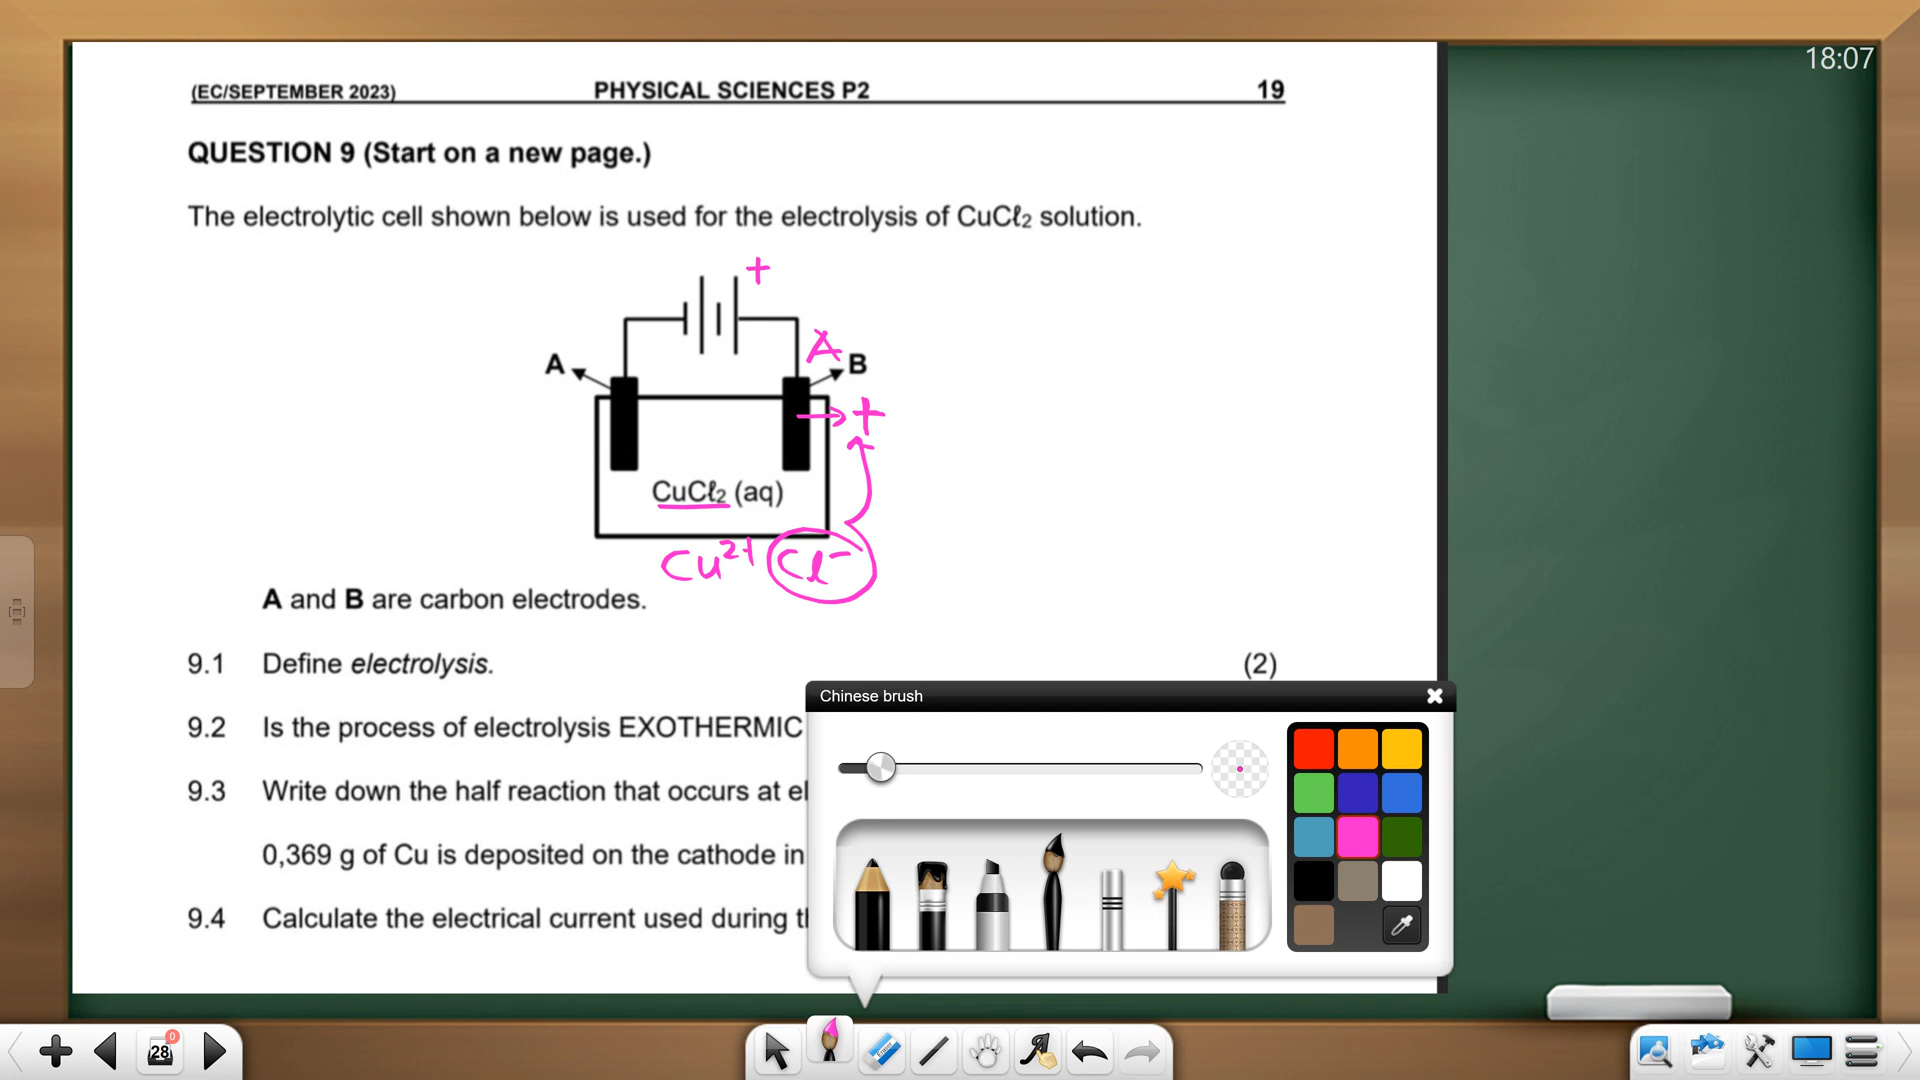 18:07
(EC/SEPTEMBER 2023) PHYSICAL SCIENCES P2 19
QUESTION 9 (Start on a new page.)
The electrolytic cell shown below is used for the electrolysis of CuCℓ₂ solution.
+
A
A B
+
CuCℓ₂ (aq)
Cu²⁺ Cl⁻
A and B are carbon electrodes.
9.1 Define electrolysis. (2)
Chinese brush
9.2 Is the process of electrolysis EXOTHERMIC
9.3 Write down the half reaction that occurs at
0,369 g of Cu is deposited on the cathode in
9.4 Calculate the electrical current used during
Eraser
0
28